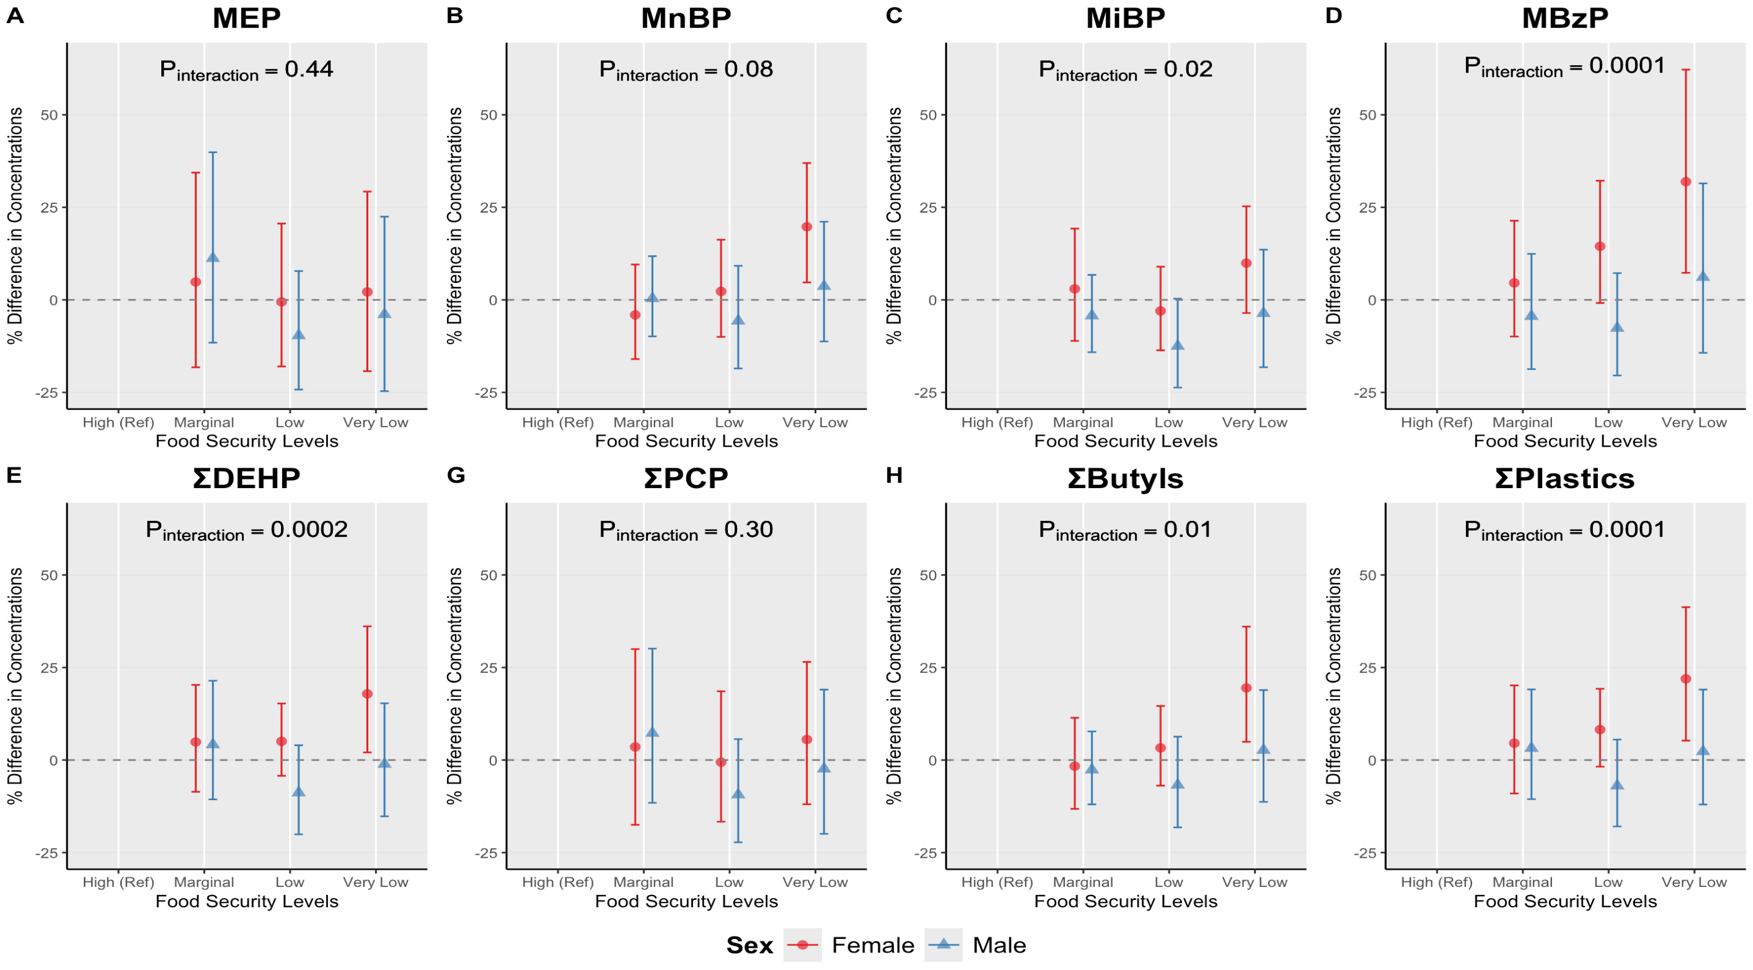 A MEP
P interaction = 0.44
% Difference in Concentrations
50
25
0
-25
High (Ref) Marginal Low Very Low
Food Security Levels
B MnBP
P interaction = 0.08
% Difference in Concentrations
50
25
0
-25
High (Ref) Marginal Low Very Low
Food Security Levels
C MiBP
P interaction = 0.02
% Difference in Concentrations
50
25
0
-25
High (Ref) Marginal Low Very Low
Food Security Levels
D MBzP
P interaction = 0.0001
% Difference in Concentrations
50
25
0
-25
High (Ref) Marginal Low Very Low
Food Security Levels
E ΣDEHP
P interaction = 0.0002
% Difference in Concentrations
50
25
0
-25
High (Ref) Marginal Low Very Low
Food Security Levels
G ΣPCP
P interaction = 0.30
% Difference in Concentrations
50
25
0
-25
High (Ref) Marginal Low Very Low
Food Security Levels
H ΣButyls
P interaction = 0.01
% Difference in Concentrations
50
25
0
-25
High (Ref) Marginal Low Very Low
Food Security Levels
ΣPlastics
P interaction = 0.0001
% Difference in Concentrations
50
25
0
-25
High (Ref) Marginal Low Very Low
Food Security Levels
Sex Female Male